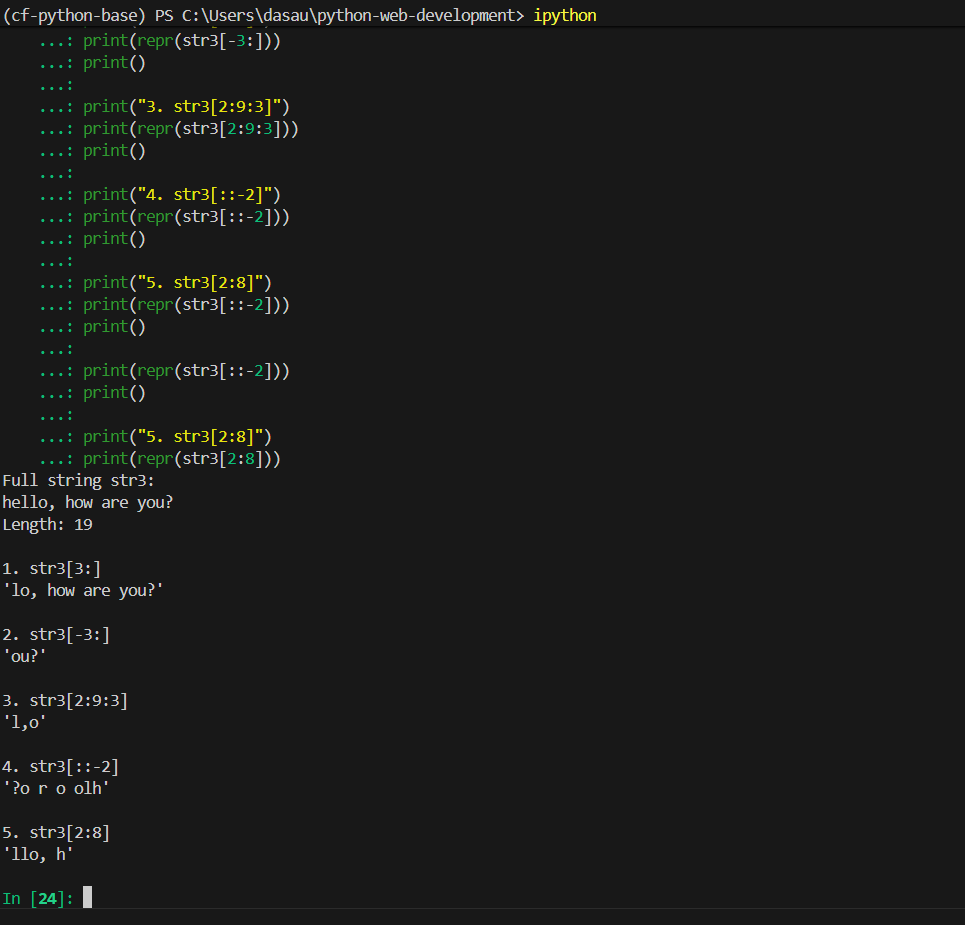 (cf-python-base) PS C:\Users\dasau\python-web-development> ipython
...: print(repr(str3[-3:]))
...: print()
...:
...: print("3. str3[2:9:3]")
...: print(repr(str3[2:9:3]))
...: print()
...:
...: print("4. str3[::-2]")
...: print(repr(str3[::-2]))
...: print()
...:
...: print("5. str3[2:8]")
...: print(repr(str3[::-2]))
...: print()
...:
...: print(repr(str3[::-2]))
...: print()
...:
...: print("5. str3[2:8]")
...: print(repr(str3[2:8]))
Full string str3:
hello, how are you?
Length: 19

1. str3[3:]
'lo, how are you?'

2. str3[-3:]
'ou?'

3. str3[2:9:3]
'l,o'

4. str3[::-2]
'?o r o olh'

5. str3[2:8]
'llo, h'

In [24]: